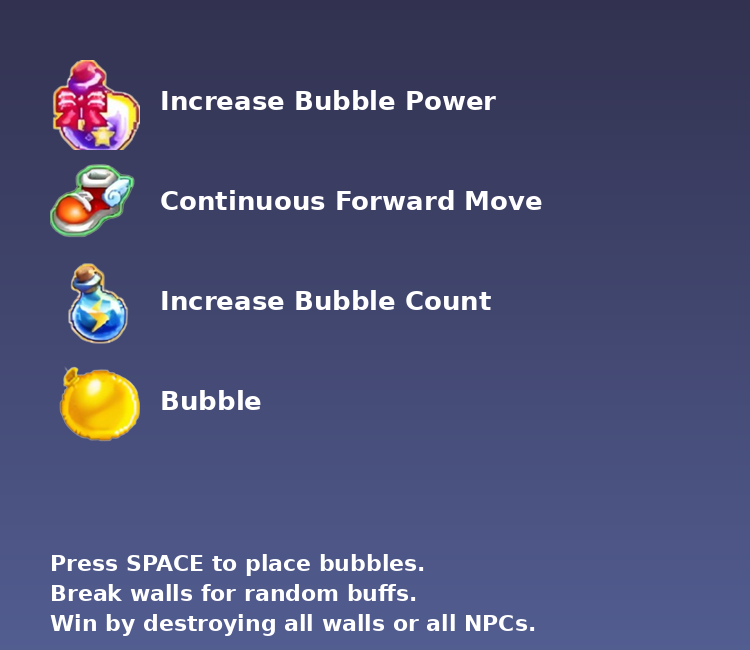 Increase Bubble Power
Continuous Forward Move
Increase Bubble Count
Bubble
Press SPACE to place bubbles.
Break walls for random buffs.
Win by destroying all walls or all NPCs.